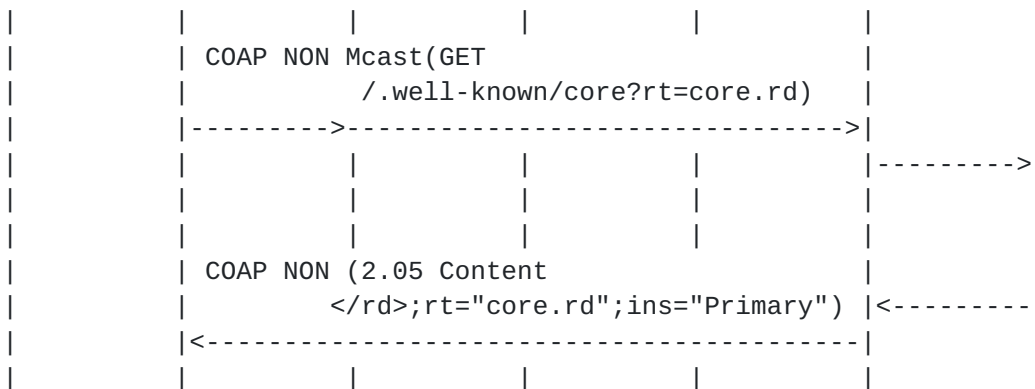 |          |          |          |          |          |
|          | COAP NON Mcast(GET                        |
|          |           /.well-known/core?rt=core.rd)   |
|          |--------->-------------------------------->|
|          |          |          |          |          |--------->
|          |          |          |          |          |
|          |          |          |          |          |
|          | COAP NON (2.05 Content                    |
|          |         </rd>;rt="core.rd";ins="Primary") |<---------
|          |<------------------------------------------|
|          |          |          |          |          |